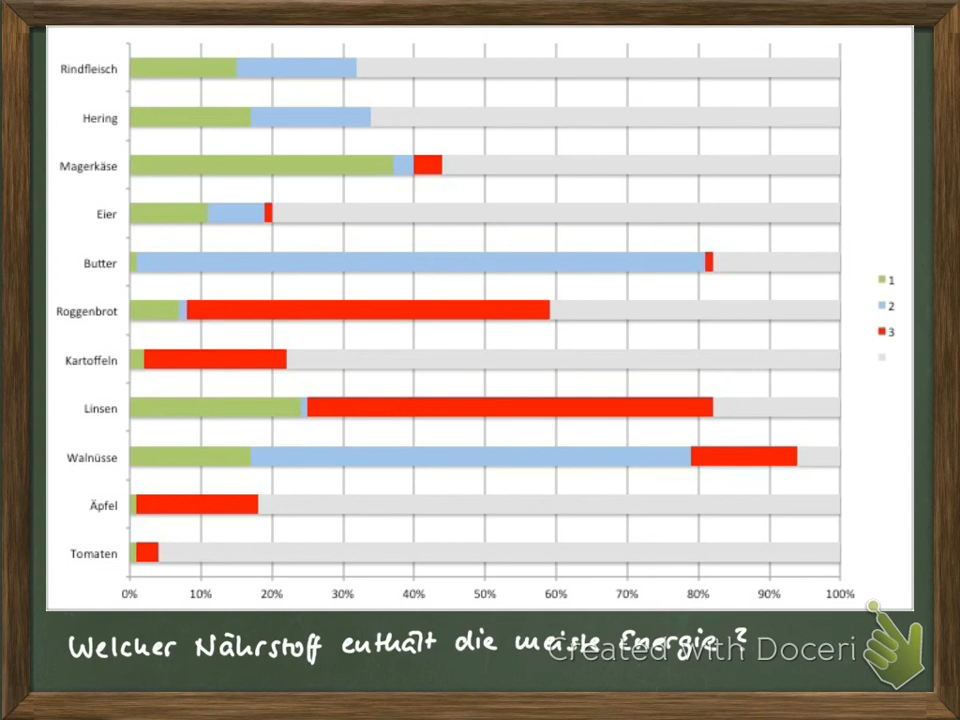 Rindfleisch
Hering
Magerkäse
Eier
Butter
Roggenbrot
Kartoffeln
Linsen
Walnüsse
Äpfel
Tomaten
0% 10% 20% 30% 40% 50% 60% 70% 80% 90% 100%
1
2
3
Welcher Nährstoff enthält die meiste Energie?
Created with Doceri